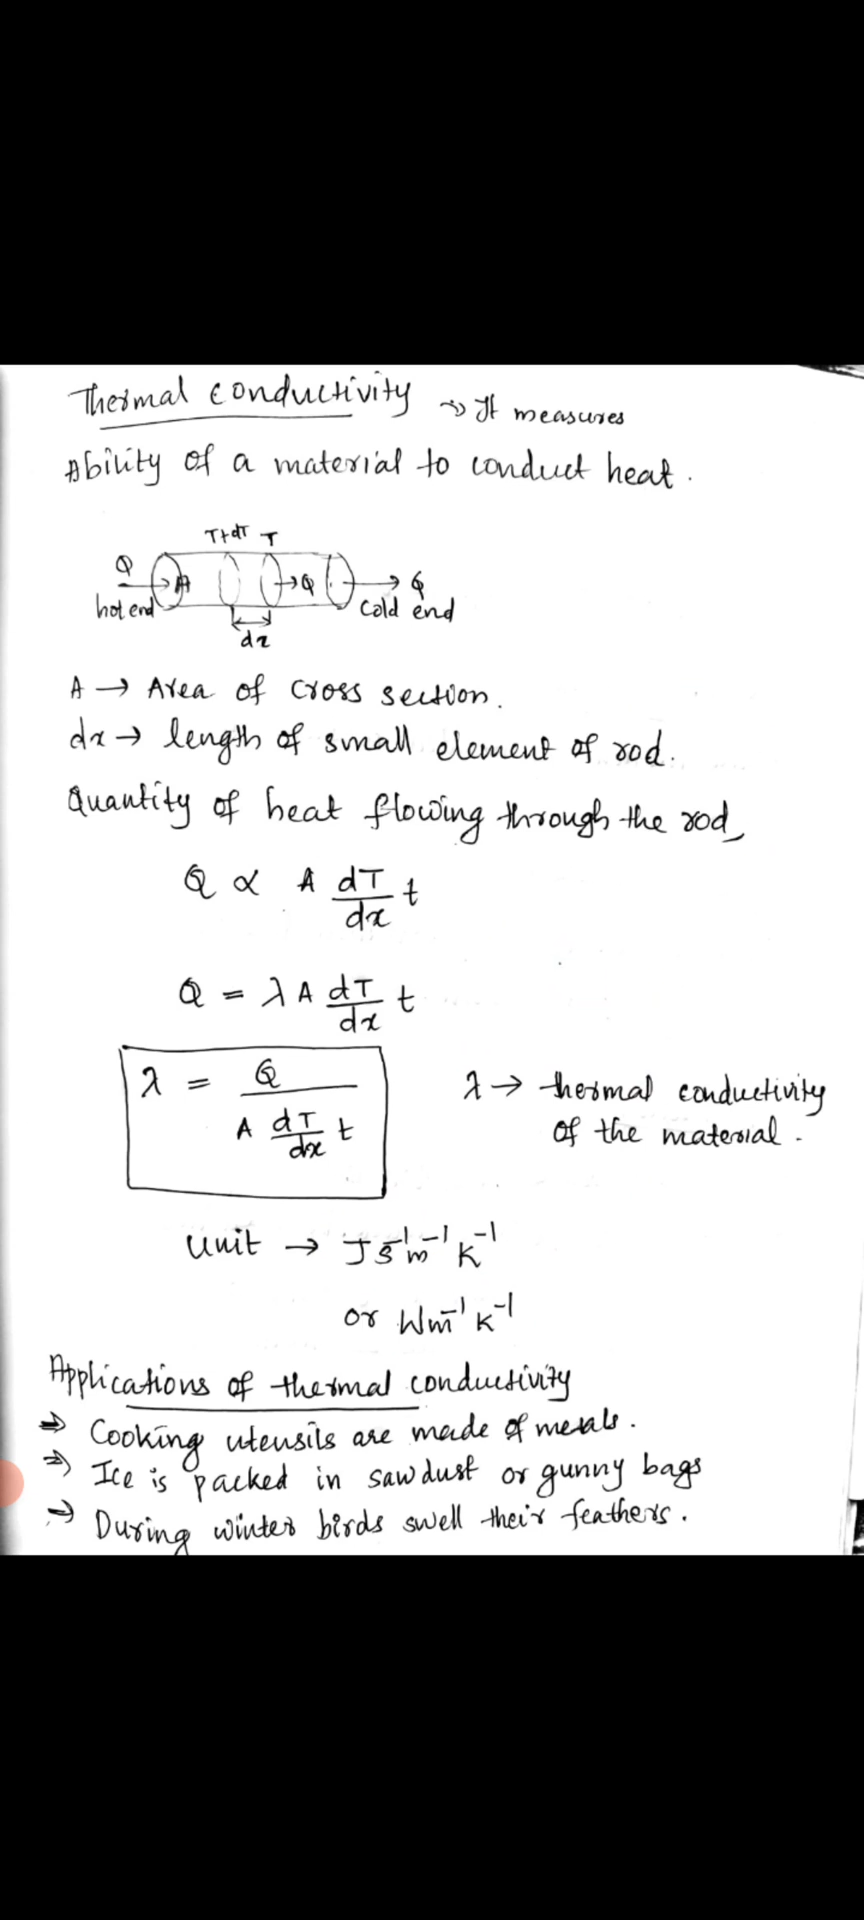 Thermal conductivity → It measures
Ability of a material to conduct heat.
T+dT T
Q A → Q → Q
hot end cold end
dx
A → Area of cross section.
dx → length of small element of rod.
Quantity of heat flowing through the rod
Q ∝ A dT/dx t
Q = λ A dT/dx t
λ = Q / (A dT/dx t)
λ → thermal conductivity
of the material.
Unit → J s⁻¹ m⁻¹ K⁻¹
or W m⁻¹ K⁻¹
Applications of thermal conductivity
⇒ Cooking utensils are made of metals.
⇒ Ice is packed in sawdust or gunny bags
→ During winter birds swell their feathers.